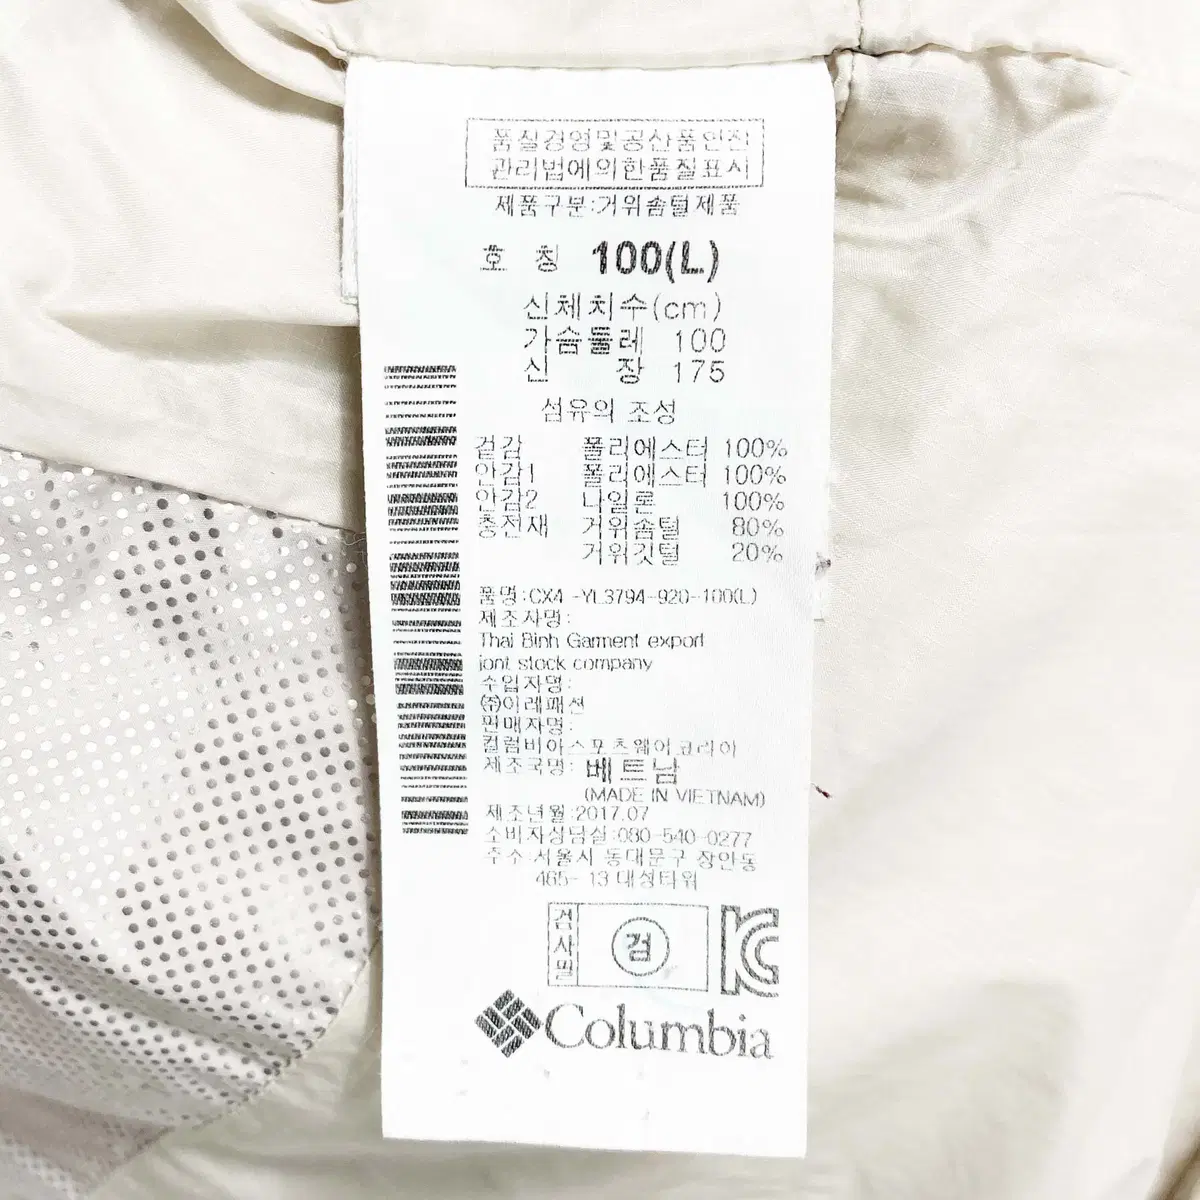 품질경영및공산품안전
관리법에의한품질표시
제품구분:거위솜털제품
호 칭 100(L)
신체치수(cm)
가슴둘레 100
신 장 175
섬유의 조성
겉감 폴리에스터 100%
안감1 폴리에스터 100%
안감2 나일론 100%
충전재 거위솜털 80%
거위깃털 20%
품명:CX4 -YL3794-920-100(L)
제조자명:
Thai Binh Garment export
jont stock company
수입자명:
㈜이레패션
판매자명:
컬럼비아스포츠웨어코리아
제조국명: 베트남
(MADE IN VIETNAM)
제조년월:2017.07
소비자상담실:080-540-0277
주소:서울시 동대문구 장안동
465-13 대성타워
검사필 검 KC
Columbia